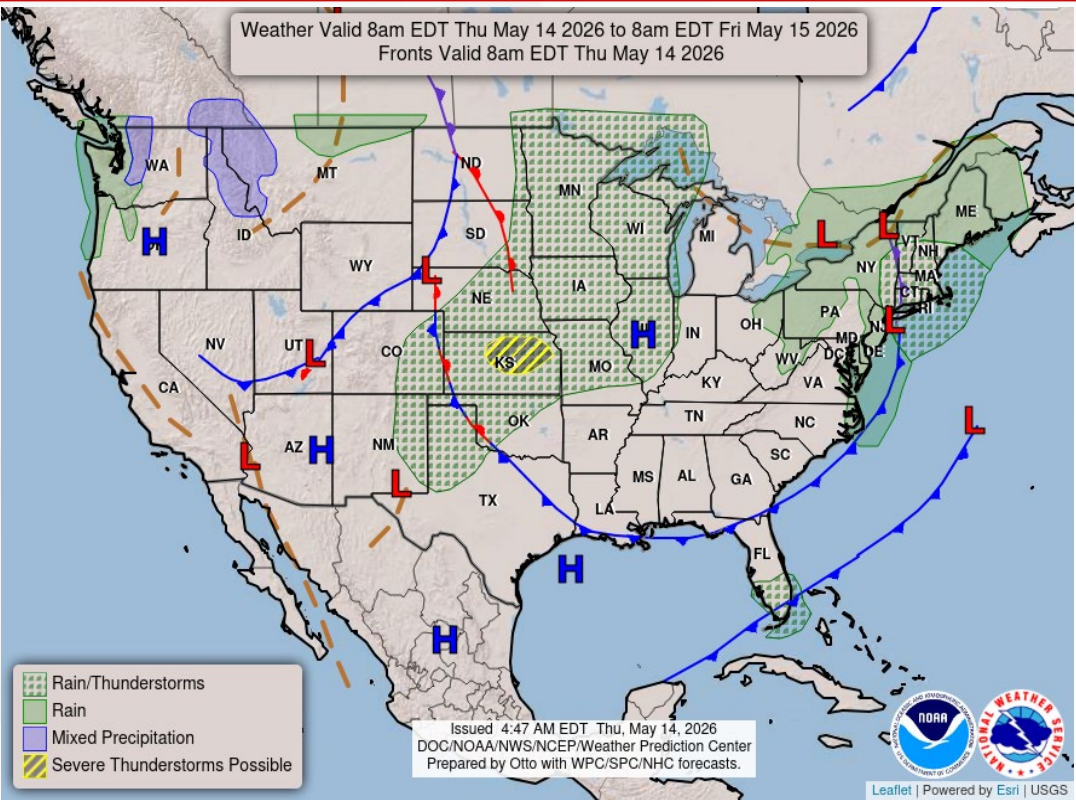 Weather Valid 8am EDT Thu May 14 2026 to 8am EDT Fri May 15 2026
Fronts Valid 8am EDT Thu May 14 2026
WA
MT
ND
MN
ME
ID
SD
WI
MI
VT
NH
WY
NY
MA
CT
RI
NE
IA
NV
UT
CO
KS
MO
IN
OH
PA
NJ
MD
DC
DE
WV
VA
CA
KY
AZ
NM
OK
AR
TN
NC
SC
TX
MS
AL
GA
LA
FL
H
H
H
H
H
L
L
L
L
L
L
L
L
Rain/Thunderstorms
Rain
Mixed Precipitation
Severe Thunderstorms Possible
Issued 4:47 AM EDT Thu, May 14, 2026
DOC/NOAA/NWS/NCEP/Weather Prediction Center
Prepared by Otto with WPC/SPC/NHC forecasts.
NOAA
NATIONAL WEATHER SERVICE
Leaflet | Powered by Esri | USGS